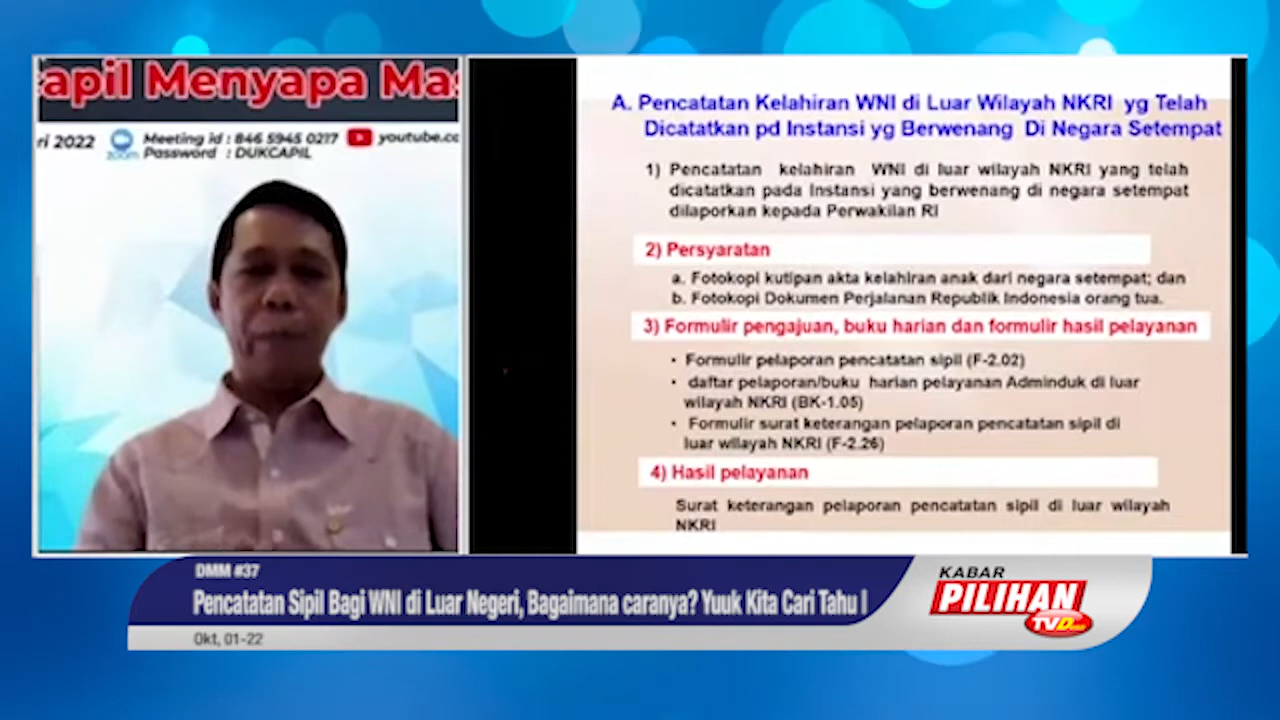 capil Menyapa Mas
ri 2022
zoom
Meeting id : 846 5945 0217
Password : DUKCAPIL
youtube.co
A. Pencatatan Kelahiran WNI di Luar Wilayah NKRI yg Telah
Dicatatkan pd Instansi yg Berwenang Di Negara Setempat
1) Pencatatan kelahiran WNI di luar wilayah NKRI yang telah
dicatatkan pada Instansi yang berwenang di negara setempat
dilaporkan kepada Perwakilan RI
2) Persyaratan
a. Fotokopi kutipan akta kelahiran anak dari negara setempat; dan
b. Fotokopi Dokumen Perjalanan Republik Indonesia orang tua.
3) Formulir pengajuan, buku harian dan formulir hasil pelayanan
• Formulir pelaporan pencatatan sipil (F-2.02)
• daftar pelaporan/buku harian pelayanan Adminduk di luar
wilayah NKRI (BK-1.05)
• Formulir surat keterangan pelaporan pencatatan sipil di
luar wilayah NKRI (F-2.26)
4) Hasil pelayanan
Surat keterangan pelaporan pencatatan sipil di luar wilayah
NKRI
DMM #37
Pencatatan Sipil Bagi WNI di Luar Negeri, Bagaimana caranya? Yuuk Kita Cari Tahu !
Okt, 01-22
KABAR
PILIHAN
TVD